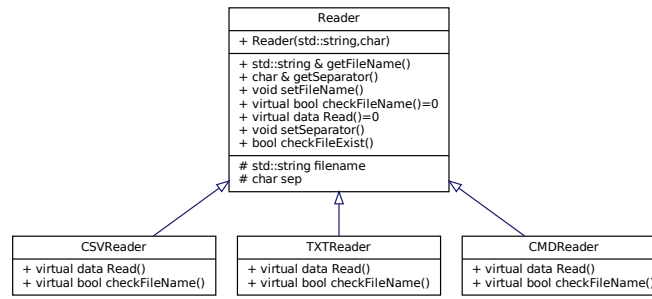 Reader
+ Reader(std::string,char)
+ std::string & getFileName()
+ char & getSeparator()
+ void setFileName()
+ virtual bool checkFileName()=0
+ virtual data Read()=0
+ void setSeparator()
+ bool checkFileExist()
# std::string filename
# char sep
CSVReader
+ virtual data Read()
+ virtual bool checkFileName()
TXTReader
+ virtual data Read()
+ virtual bool checkFileName()
CMDReader
+ virtual data Read()
+ virtual bool checkFileName()